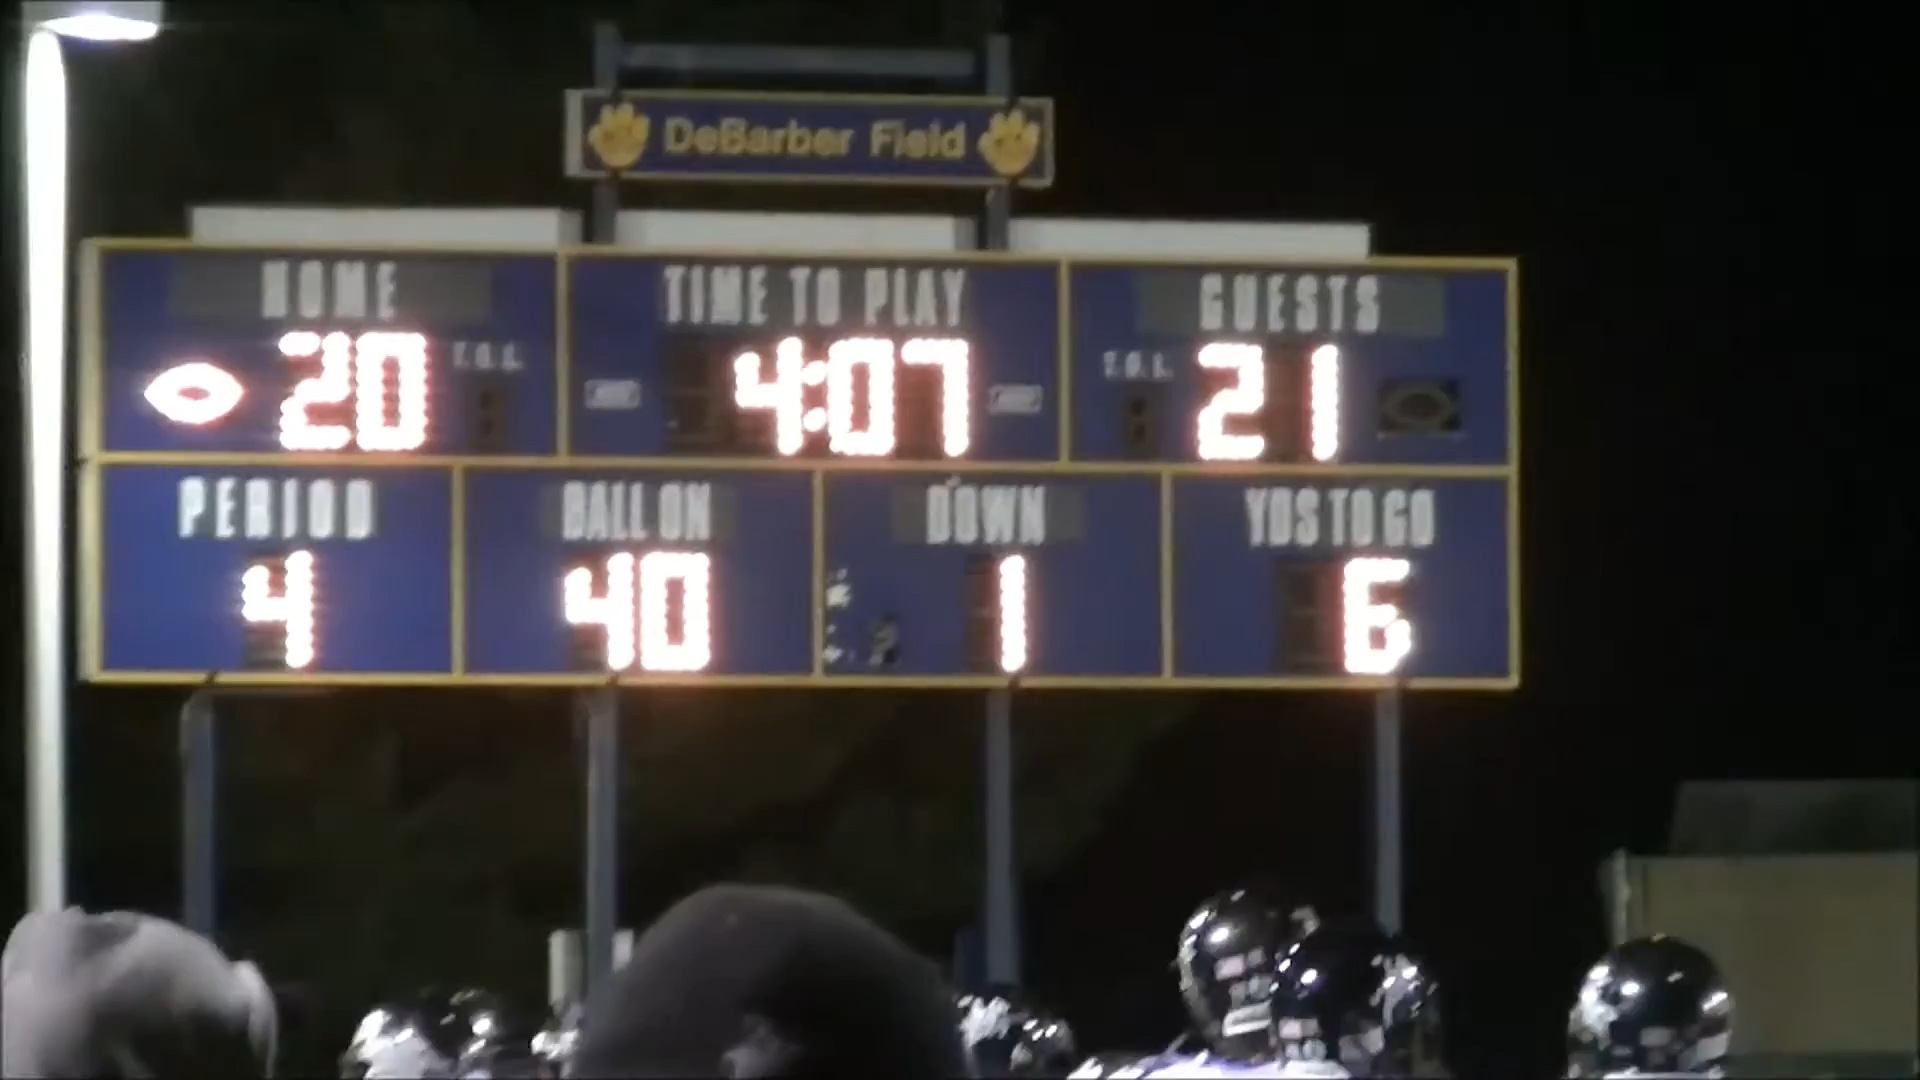 DeBarber Field
HOME TIME TO PLAY GUESTS
20 T.O.L. 4:07 T.O.L. 21
PERIOD BALL ON DOWN YDS TO GO
4 40 1 6